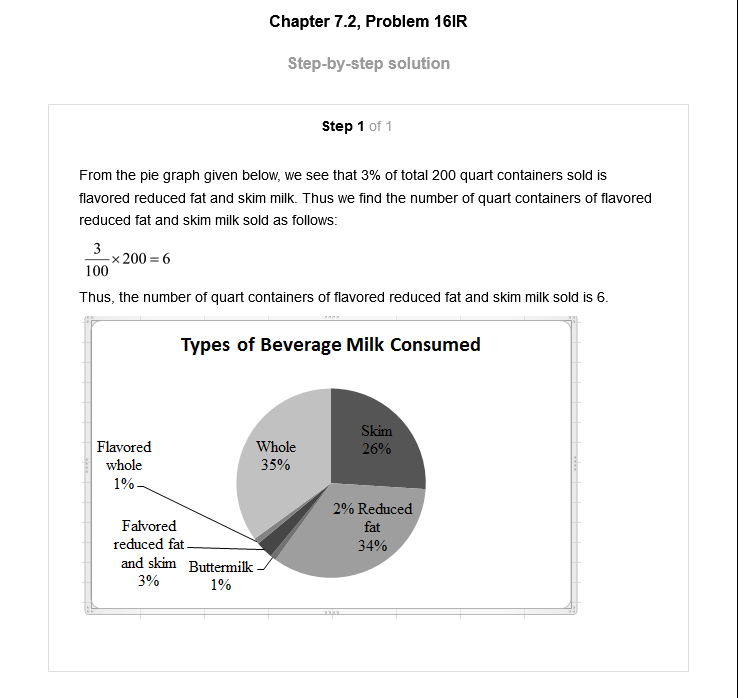 Chapter 7.2, Problem 16IR
Step-by-step solution
Step 1 of 1
From the pie graph given below, we see that 3% of total 200 quart containers sold is
flavored reduced fat and skim milk. Thus we find the number of quart containers of flavored
reduced fat and skim milk sold as follows:
3/100 × 200 = 6
Thus, the number of quart containers of flavored reduced fat and skim milk sold is 6.
Types of Beverage Milk Consumed
Skim
26%
2% Reduced
fat
34%
Buttermilk
1%
Falvored
reduced fat
and skim
3%
Flavored
whole
1%
Whole
35%